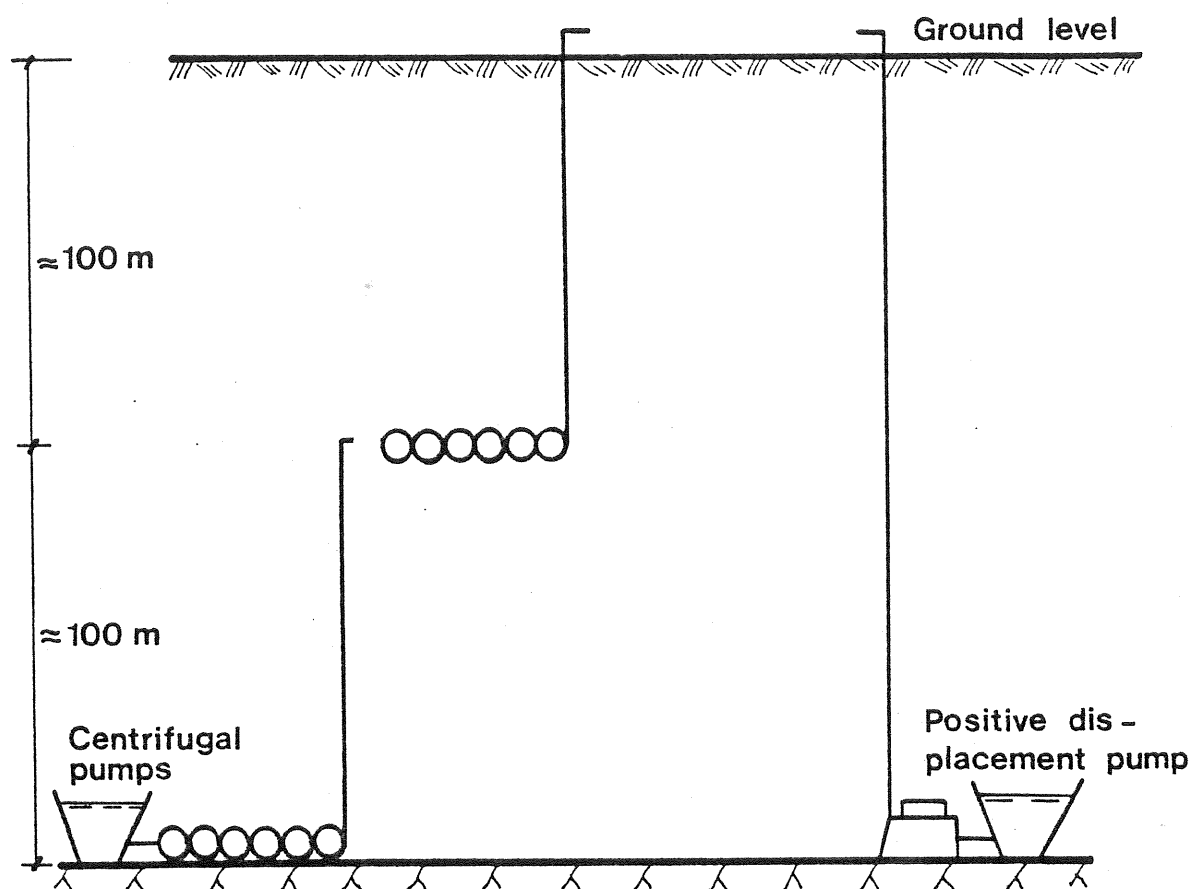 Ground level
≈100 m
≈100 m
Centrifugal
pumps
Positive dis-
placement pump